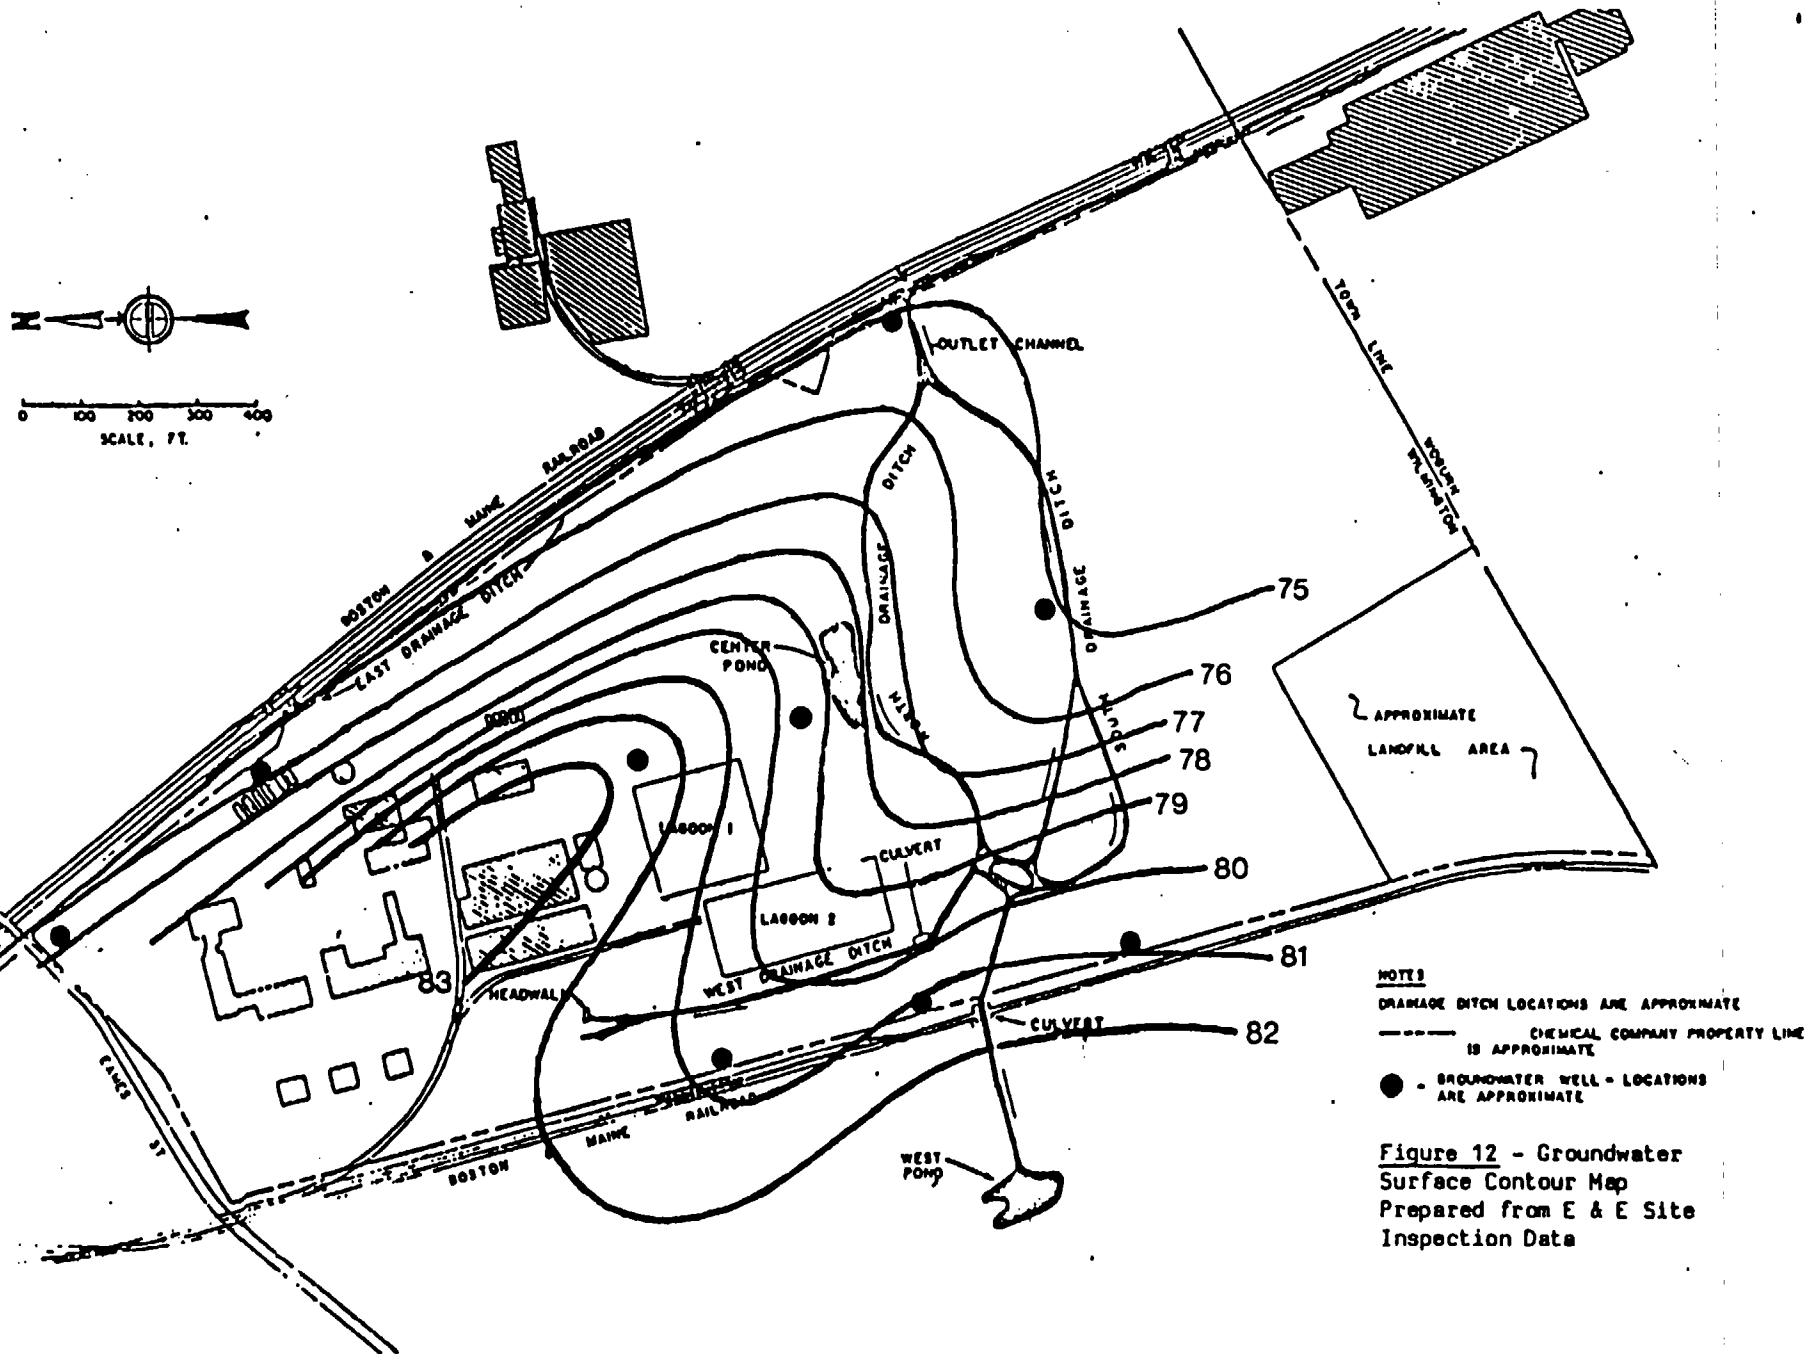 OUTLET CHANNEL
N
0 100 200 300 400
SCALE, FT.
TOWN LINE
WOBURN
WILMINGTON
BOSTON & MAINE RAILROAD
EAST DRAINAGE DITCH
NORTH DRAINAGE DITCH
SOUTH DRAINAGE DITCH
75
CENTER
POND
76
77
78
79
80
81
82
83
APPROXIMATE
LANDFILL AREA
LAGOON 1
CULVERT
LAGOON 2
WEST DRAINAGE DITCH
HEADWALL
CULVERT
EAMES ST
BOSTON MAINE RAILROAD
WEST
POND
NOTES
DRAINAGE DITCH LOCATIONS ARE APPROXIMATE
CHEMICAL COMPANY PROPERTY LINE
IS APPROXIMATE
- GROUNDWATER WELL - LOCATIONS
ARE APPROXIMATE
Figure 12 - Groundwater
Surface Contour Map
Prepared from E & E Site
Inspection Data